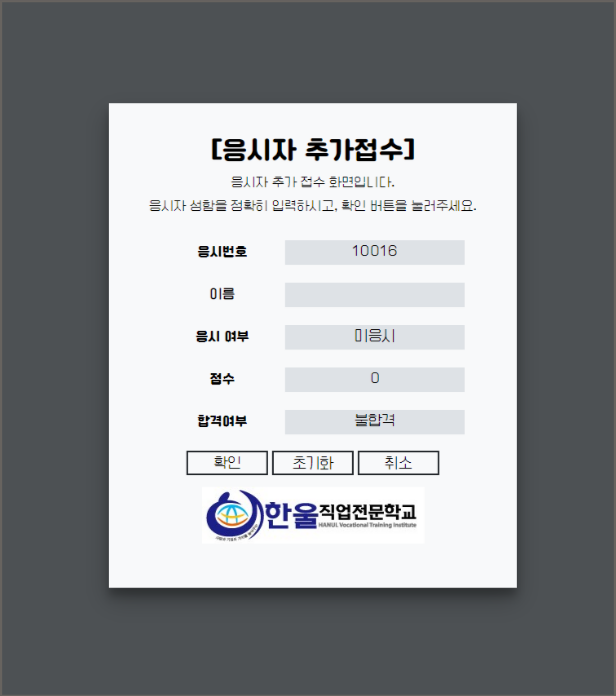 [응시자 추가접수]
응시자 추가 접수 화면입니다.
응시자 성함을 정확히 입력하시고, 확인 버튼을 눌러주세요.
응시번호 10016
이름
응시 여부 미응시
점수 0
합격여부 불합격
확인 초기화 취소
한울직업전문학교
HANUL Vocational Training Institute